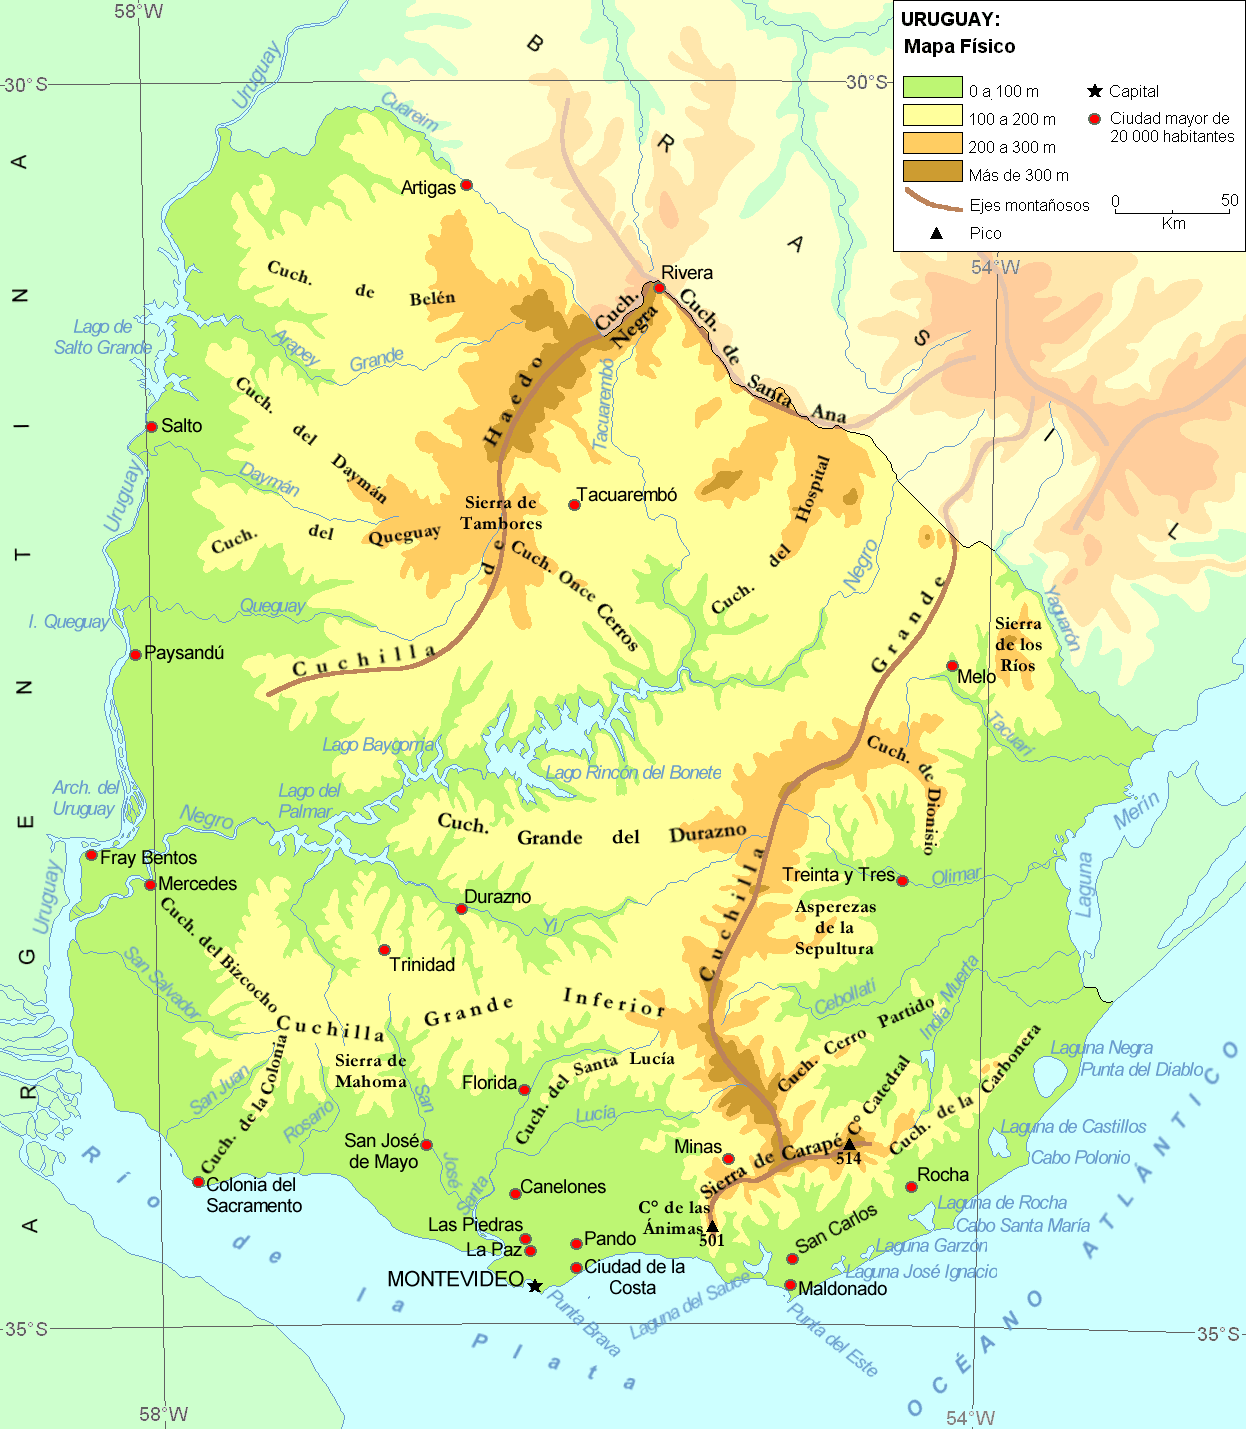 URUGUAY:
Mapa Físico
0 a 100 m
100 a 200 m
200 a 300 m
Más de 300 m
Ejes montañosos
Pico
Capital
Ciudad mayor de
20 000 habitantes
0 50
Km
58°W
30°S
30°S
54°W
35°S
35°S
58°W
54°W
BRASIL
ARGENTINA
Uruguay
Cuareim
Artigas
Rivera
Cuch. de Belén
Cuch. Negra
Cuch. de Santa Ana
Lago de
Salto Grande
Arapey Grande
Tacuarembó
Cuch. del Daymán
Cuchilla de Haedo
Salto
Uruguay
Daymán
Sierra de
Tambores
Tacuarembó
Cuch. del Hospital
Cuch. del Queguay
Cuch. Once Cerros
Negro
Queguay
I. Queguay
Paysandú
Yaguarón
Sierra
de los
Ríos
Melo
Tacuarí
Cuchilla Grande
Lago Baygorria
Lago Rincón del Bonete
Cuch. de Dionisio
Arch. del
Uruguay
Lago del
Palmar
Negro
Cuch. Grande del Durazno
Laguna Merín
Fray Bentos
Mercedes
Uruguay
Durazno
Yi
Treinta y Tres
Olimar
Asperezas
de la
Sepultura
Cuch. del Bizcocho
Trinidad
San Salvador
Cebollatí
India Muerta
Cuchilla Grande Inferior
Cuch. Cerro Partido
Sierra de
Mahoma
Cuch. de la Colonia
San Juan
Rosario
San José
Florida
Cuch. del Santa Lucía
Santa Lucía
Cuch. de la Carbonera
Laguna Negra
Punta del Diablo
Laguna de Castillos
Cabo Polonio
San José
de Mayo
Minas
Sierra de Carapé
C° Catedral
514
Colonia del
Sacramento
Canelones
C° de las
Ánimas
501
Rocha
Laguna de Rocha
Cabo Santa María
Laguna Garzón
Laguna José Ignacio
Las Piedras
La Paz
Pando
Ciudad de la
Costa
San Carlos
Maldonado
MONTEVIDEO
Punta Brava
Laguna del Sauce
Punta del Este
Río de la Plata
OCÉANO ATLÁNTICO